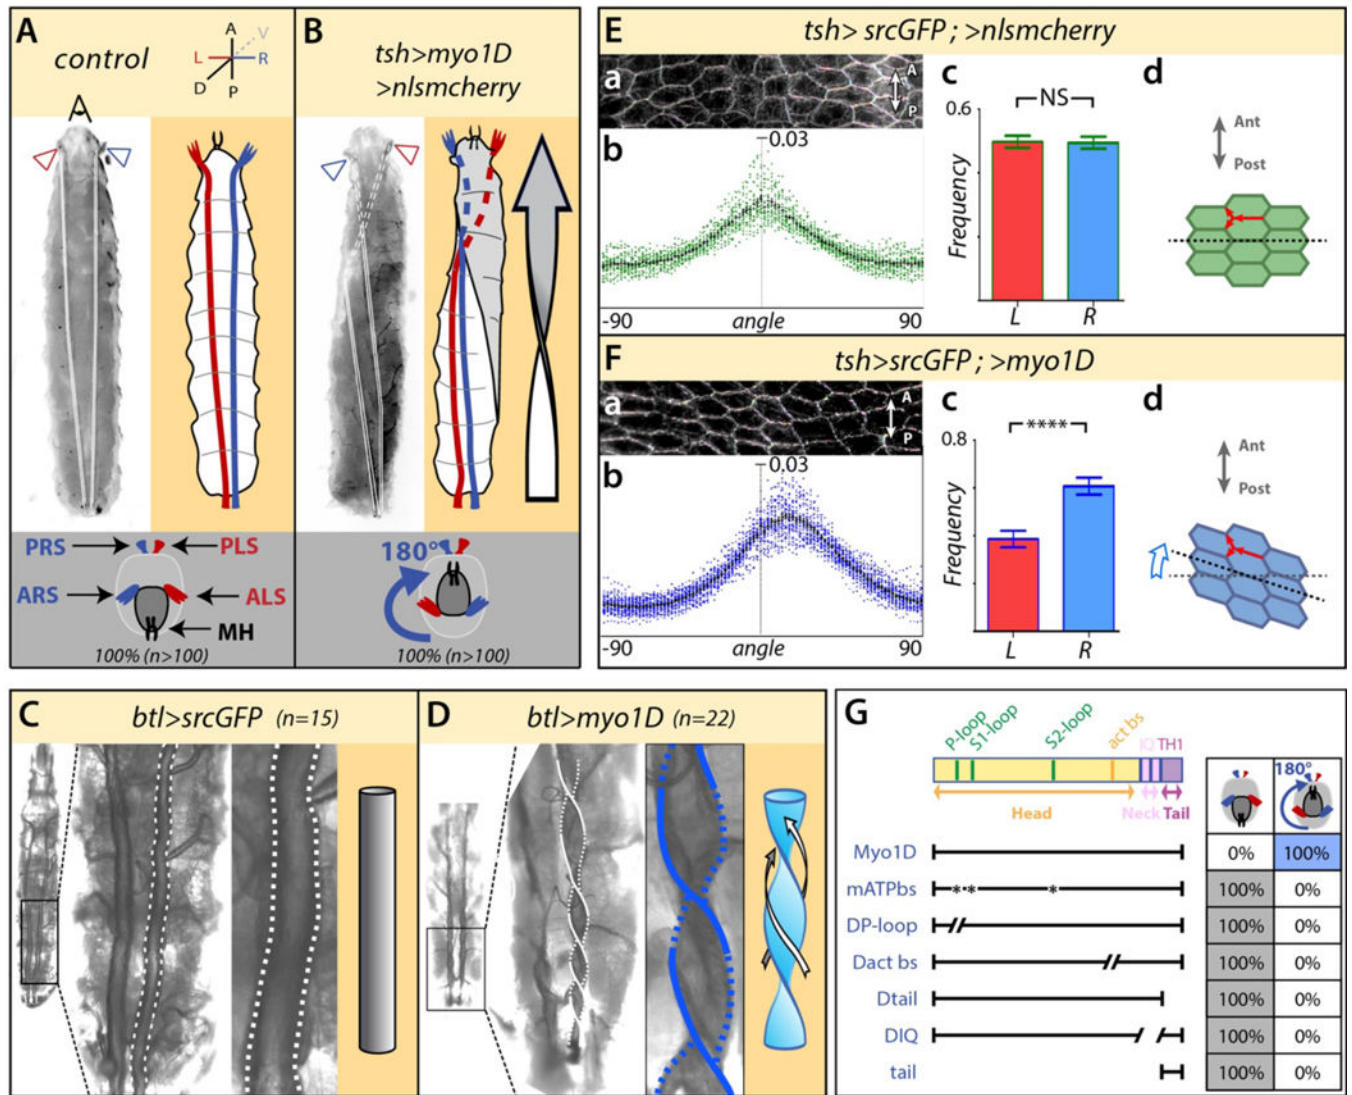 A
control
A
V
L
R
D
P
B
tsh>myo1D
>nlsmcherry
PRS
PLS
ARS
ALS
MH
100% (n>100)
180°
100% (n>100)
E
tsh> srcGFP ; >nlsmcherry
a
A
P
b
0.03
-90
angle
90
c
0.6
NS
Frequency
L
R
d
Ant
Post
F
tsh>srcGFP ; >myo1D
a
A
P
b
0.03
-90
angle
90
c
0.8
****
Frequency
L
R
d
Ant
Post
C
btl>srcGFP (n=15)
D
btl>myo1D (n=22)
G
P-loop
S1-loop
S2-loop
act bs
IQ
TH1
Head
Neck
Tail
180°
Myo1D
0%
100%
mATPbs
* * *
100%
0%
DP-loop
100%
0%
Dact bs
100%
0%
Dtail
100%
0%
DIQ
100%
0%
tail
100%
0%